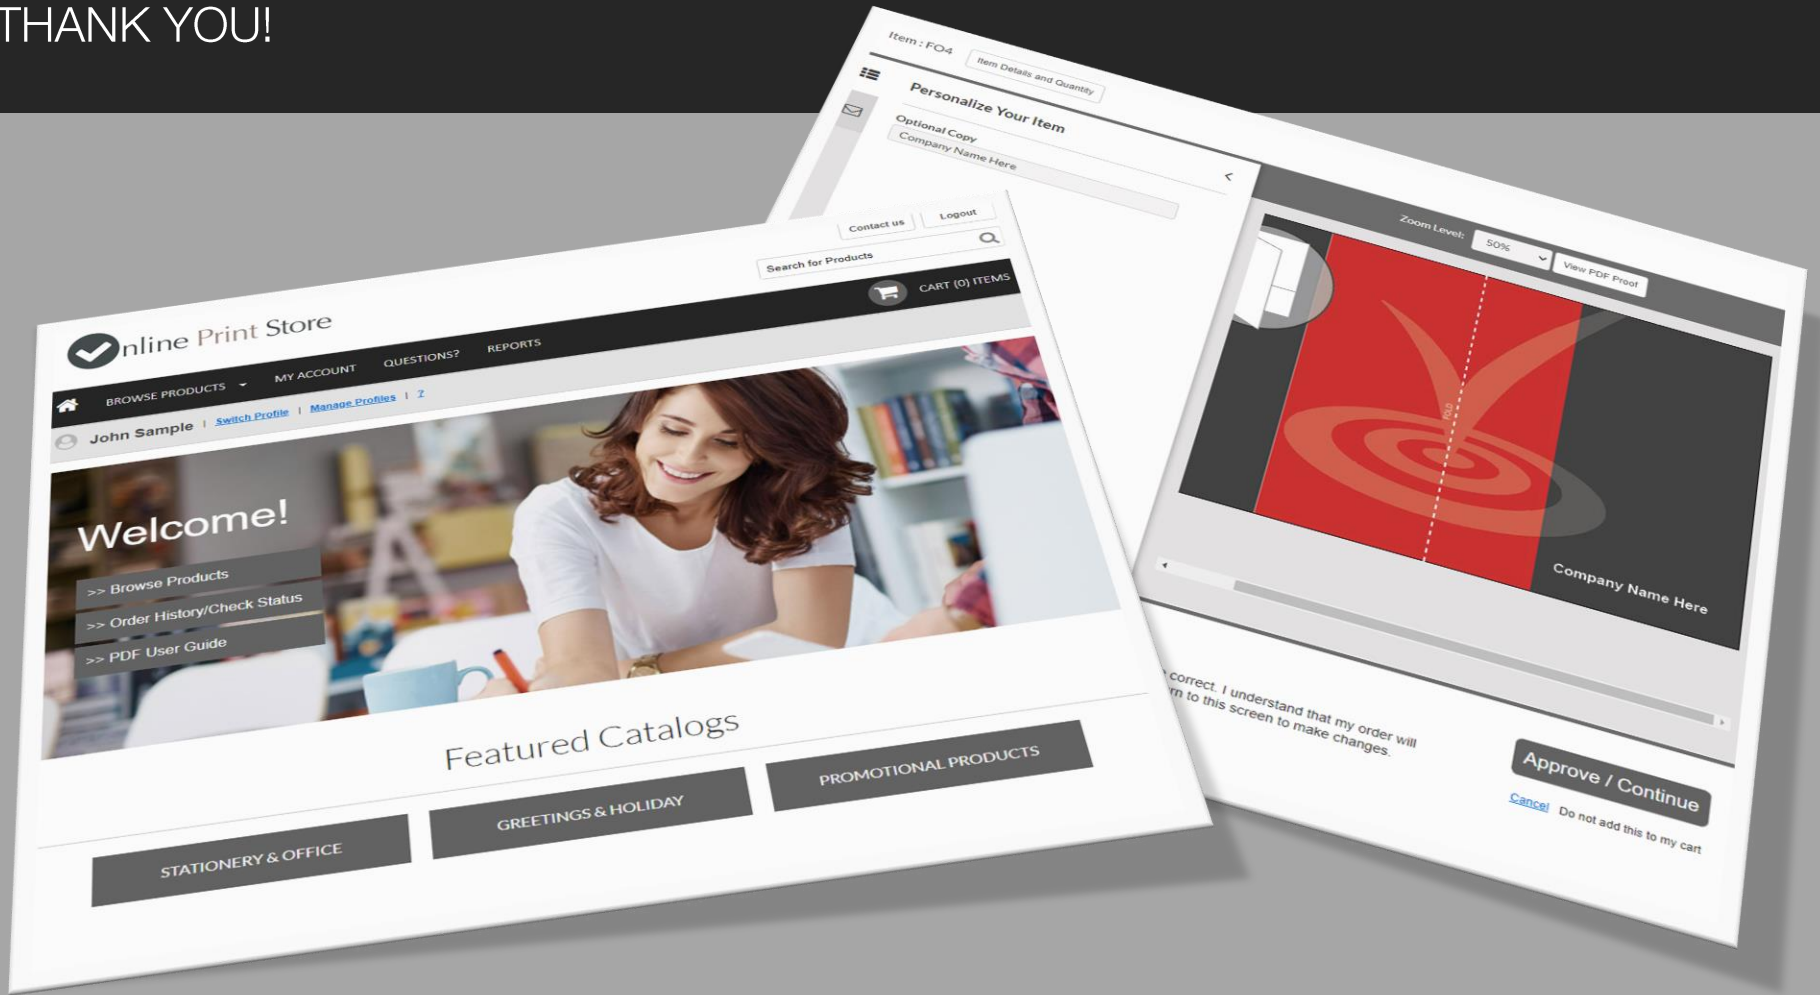 THANK YOU!
Item : FO4
Item Details and Quantity
Personalize Your Item
Optional Copy
Company Name Here
<
Zoom Level:
50%
View PDF Proof
FOLD
Company Name Here
correct. I understand that my order will
rn to this screen to make changes.
Approve / Continue
Cancel Do not add this to my cart
Contact us
Logout
Search for Products
nline Print Store
CART (0) ITEMS
BROWSE PRODUCTS
MY ACCOUNT
QUESTIONS?
REPORTS
John Sample | Switch Profile | Manage Profiles | ?
Welcome!
>> Browse Products
>> Order History/Check Status
>> PDF User Guide
Featured Catalogs
STATIONERY & OFFICE
GREETINGS & HOLIDAY
PROMOTIONAL PRODUCTS